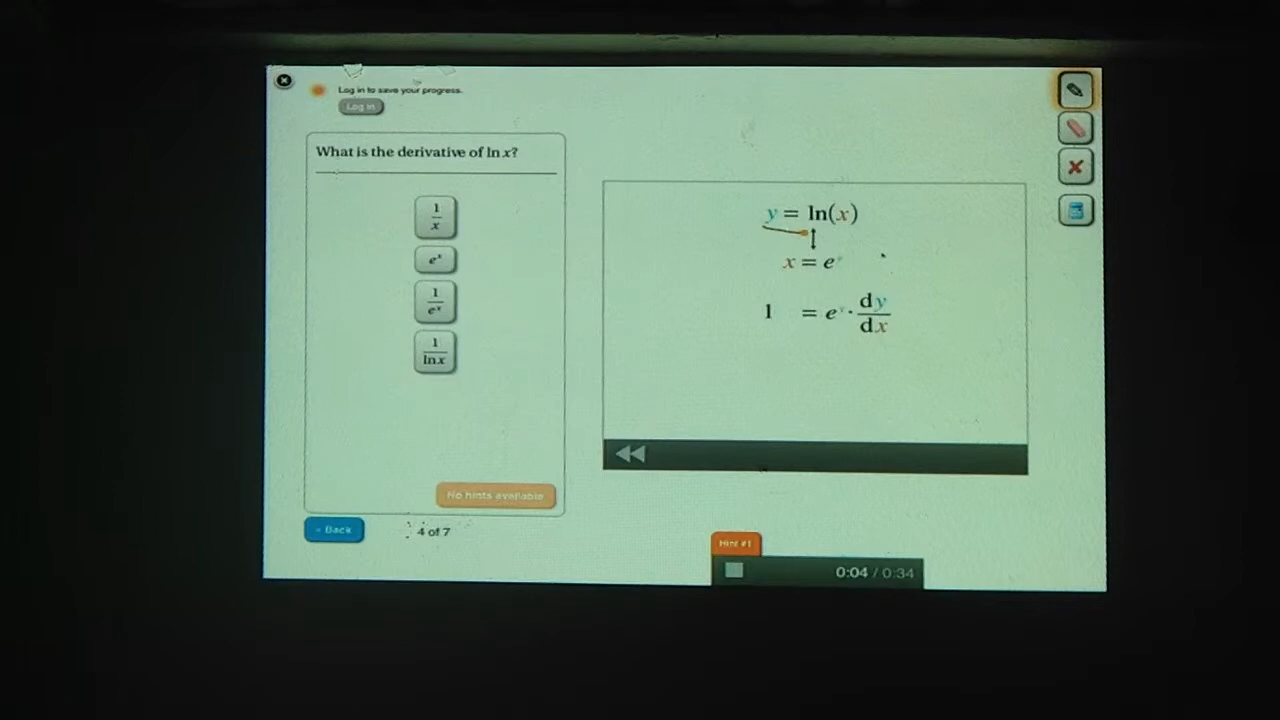 Log in to save your progress.
Log in
What is the derivative of ln x?
1/x
e^x
1/e^x
1/ln x
No hints available
< Back
4 of 7
y = ln(x)
x = e^y
1 = e^y · dy/dx
Hint #1
0:04 / 0:34